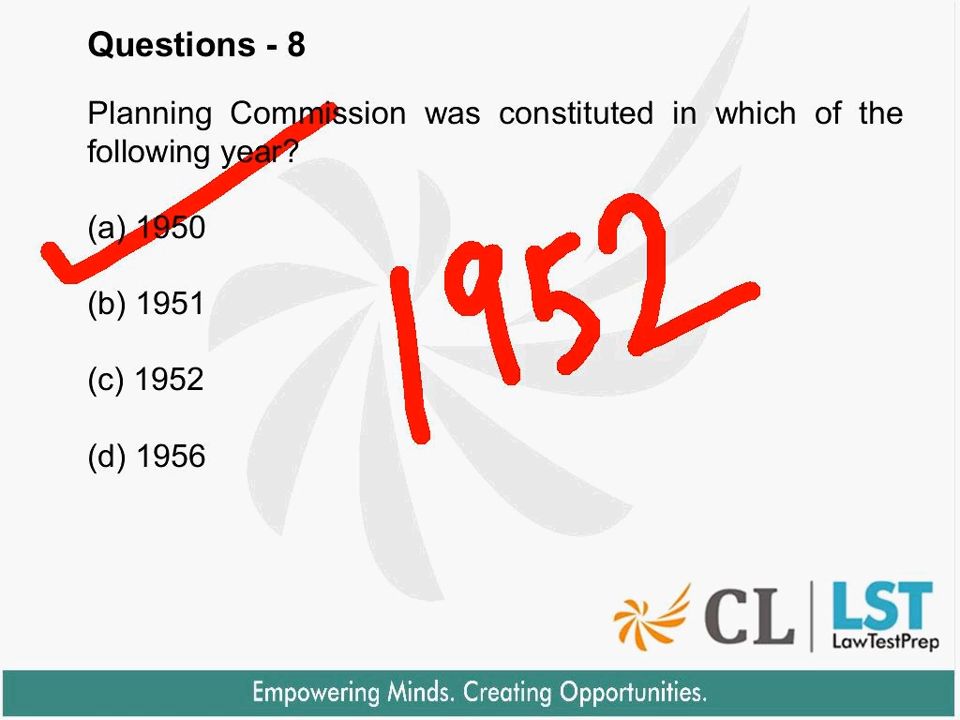 Questions - 8
Planning Commission was constituted in which of the
following year?
(a) 1950
(b) 1951
(c) 1952
(d) 1956
1952
CL LST
LawTestPrep
Empowering Minds. Creating Opportunities.